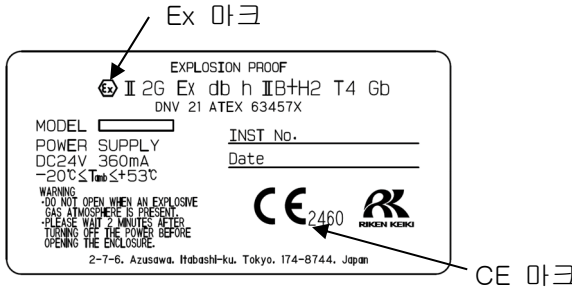 Ex 마크
EXPLOSION PROOF
Ex Ⅱ 2G Ex db h ⅡB+H2 T4 Gb
DNV 21 ATEX 63457X
MODEL
POWER SUPPLY
DC24V 360mA
-20℃≤Tamb≤+53℃
INST No.
Date
WARNING
・DO NOT OPEN WHEN AN EXPLOSIVE
GAS ATMOSPHERE IS PRESENT.
・PLEASE WAIT 2 MINUTES AFTER
TURNING OFF THE POWER BEFORE
OPENING THE ENCLOSURE.
CE 2460
RIKEN KEIKI
2-7-6, Azusawa, Itabashi-ku, Tokyo, 174-8744, Japan
CE 마크